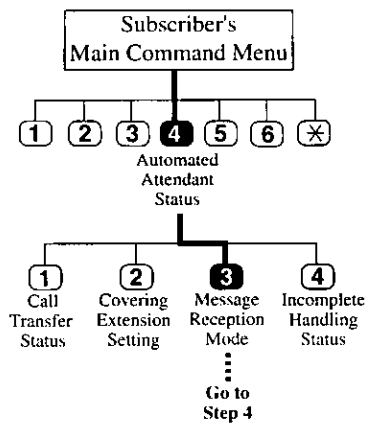 Subscriber's
Main Command Menu
1 2 3 4 5 6 *
Automated
Attendant
Status
1 2 3 4
Call Covering Message Incomplete
Transfer Extension Reception Handling
Status Setting Mode Status
Go to
Step 4